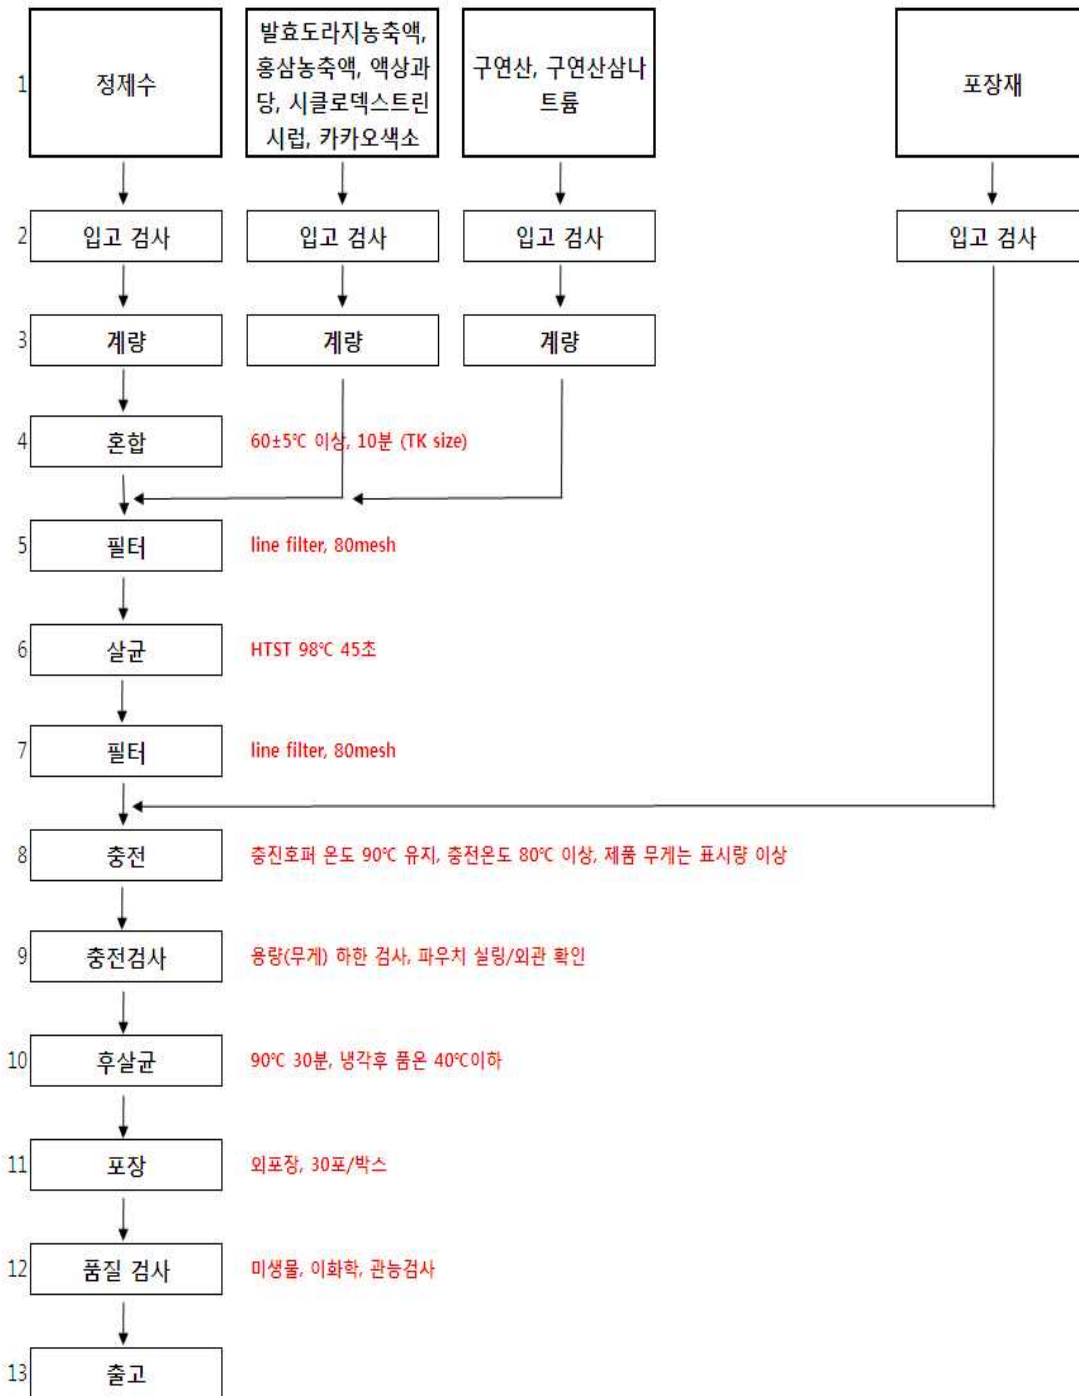 1
정제수
발효도라지농축액,
홍삼농축액, 액상과
당, 시클로덱스트린
시럽, 카카오색소
구연산, 구연산삼나
트륨
포장재
2
입고 검사
입고 검사
입고 검사
입고 검사
3
계량
계량
계량
4
혼합
60±5℃ 이상, 10분 (TK size)
5
필터
line filter, 80mesh
6
살균
HTST 98℃ 45초
7
필터
line filter, 80mesh
8
충전
충진호퍼 온도 90℃ 유지, 충전온도 80℃ 이상, 제품 무게는 표시량 이상
9
충전검사
용량(무게) 하한 검사, 파우치 실링/외관 확인
10
후살균
90℃ 30분, 냉각후 품온 40℃이하
11
포장
외포장, 30포/박스
12
품질 검사
미생물, 이화학, 관능검사
13
출고